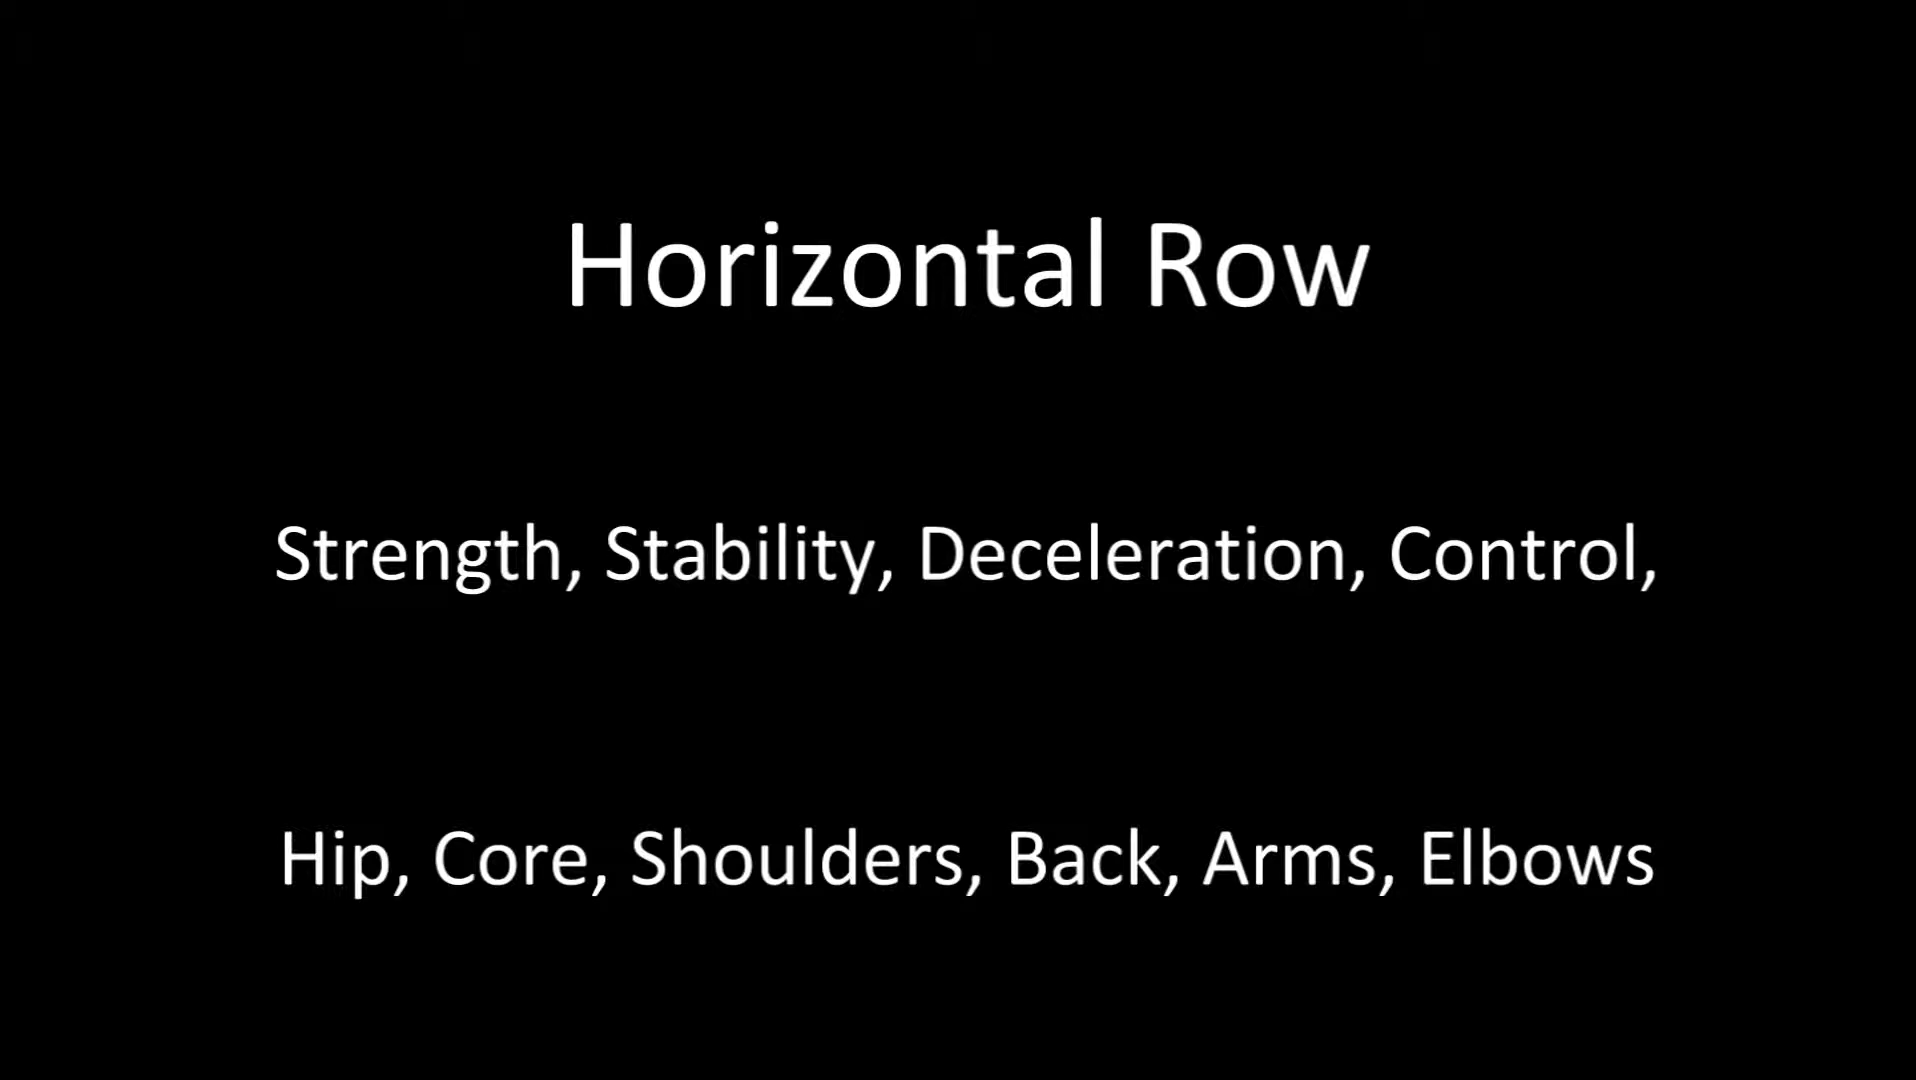 Horizontal Row
Strength, Stability, Deceleration, Control,
Hip, Core, Shoulders, Back, Arms, Elbows